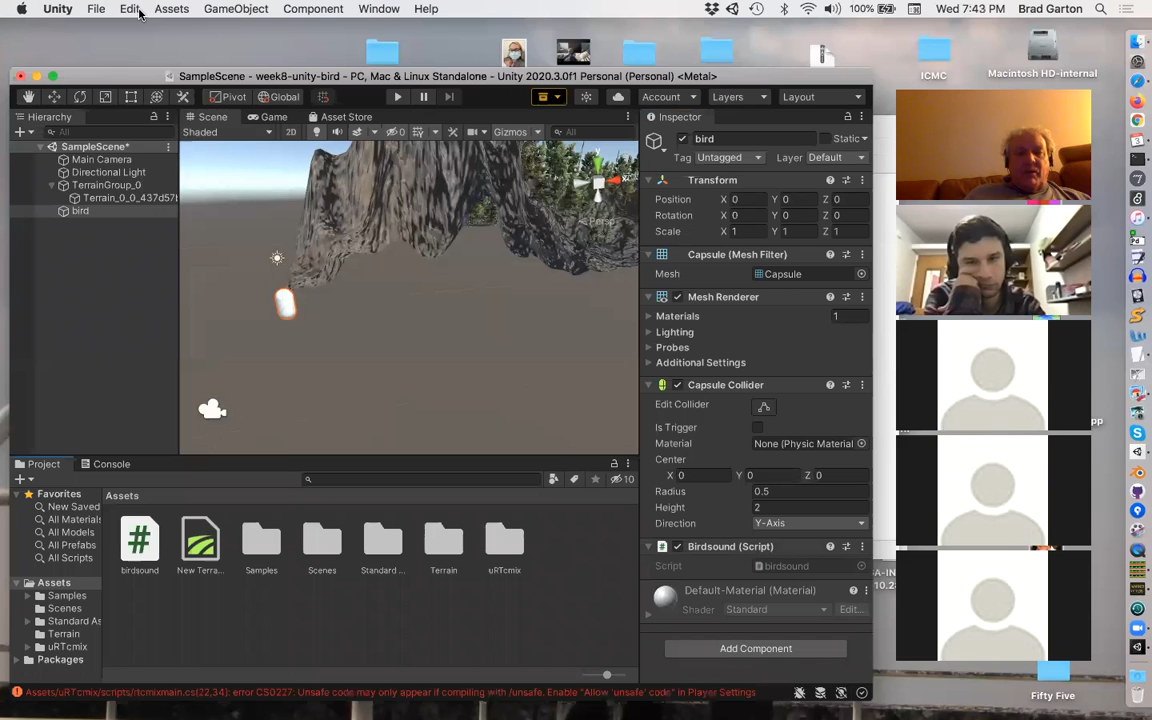 Unity File Edit Assets GameObject Component Window Help 100% Wed 7:43 PM Brad Garton
ICMC
Macintosh HD-internal
SampleScene - week8-unity-bird - PC, Mac & Linux Standalone - Unity 2020.3.0f1 Personal (Personal) <Metal>
Pivot Global Account Layers Layout
Hierarchy Scene Game Asset Store Inspector
All Shaded 2D 0 Gizmos All
bird Static
Tag Untagged Layer Default
SampleScene*
Main Camera
Directional Light
TerrainGroup_0
Terrain_0_0_437d57
bird
Persp
Transform
Position X 0 Y 0 Z 0
Rotation X 0 Y 0 Z 0
Scale X 1 Y 1 Z 1
Capsule (Mesh Filter)
Mesh Capsule
Mesh Renderer
Materials 1
Lighting
Probes
Additional Settings
Capsule Collider
Edit Collider
Is Trigger
Material None (Physic Material
Center
X 0 Y 0 Z 0
Radius 0.5
Height 2
Direction Y-Axis
Birdsound (Script)
Script birdsound
Default-Material (Material)
Shader Standard Edit...
Add Component
Project Console
10
Favorites
New Saved
All Materials
All Models
All Prefabs
All Scripts
Assets
Samples
Scenes
Standard As
Terrain
uRTcmix
Packages
Assets
birdsound New Terra... Samples Scenes Standard ... Terrain uRTcmix
Assets/uRTcmix/scripts/rtcmixmain.cs(22,34): error CS0227: Unsafe code may only appear if compiling with /unsafe. Enable "Allow 'unsafe' code" in Player Settings
pp
Fifty Five